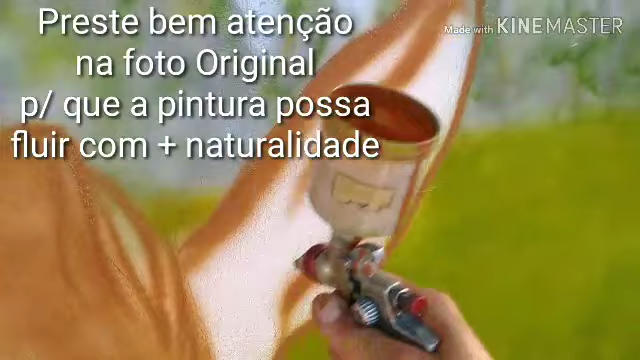 Preste bem atenção
na foto Original
p/ que a pintura possa
fluir com + naturalidade
Made with KINEMASTER